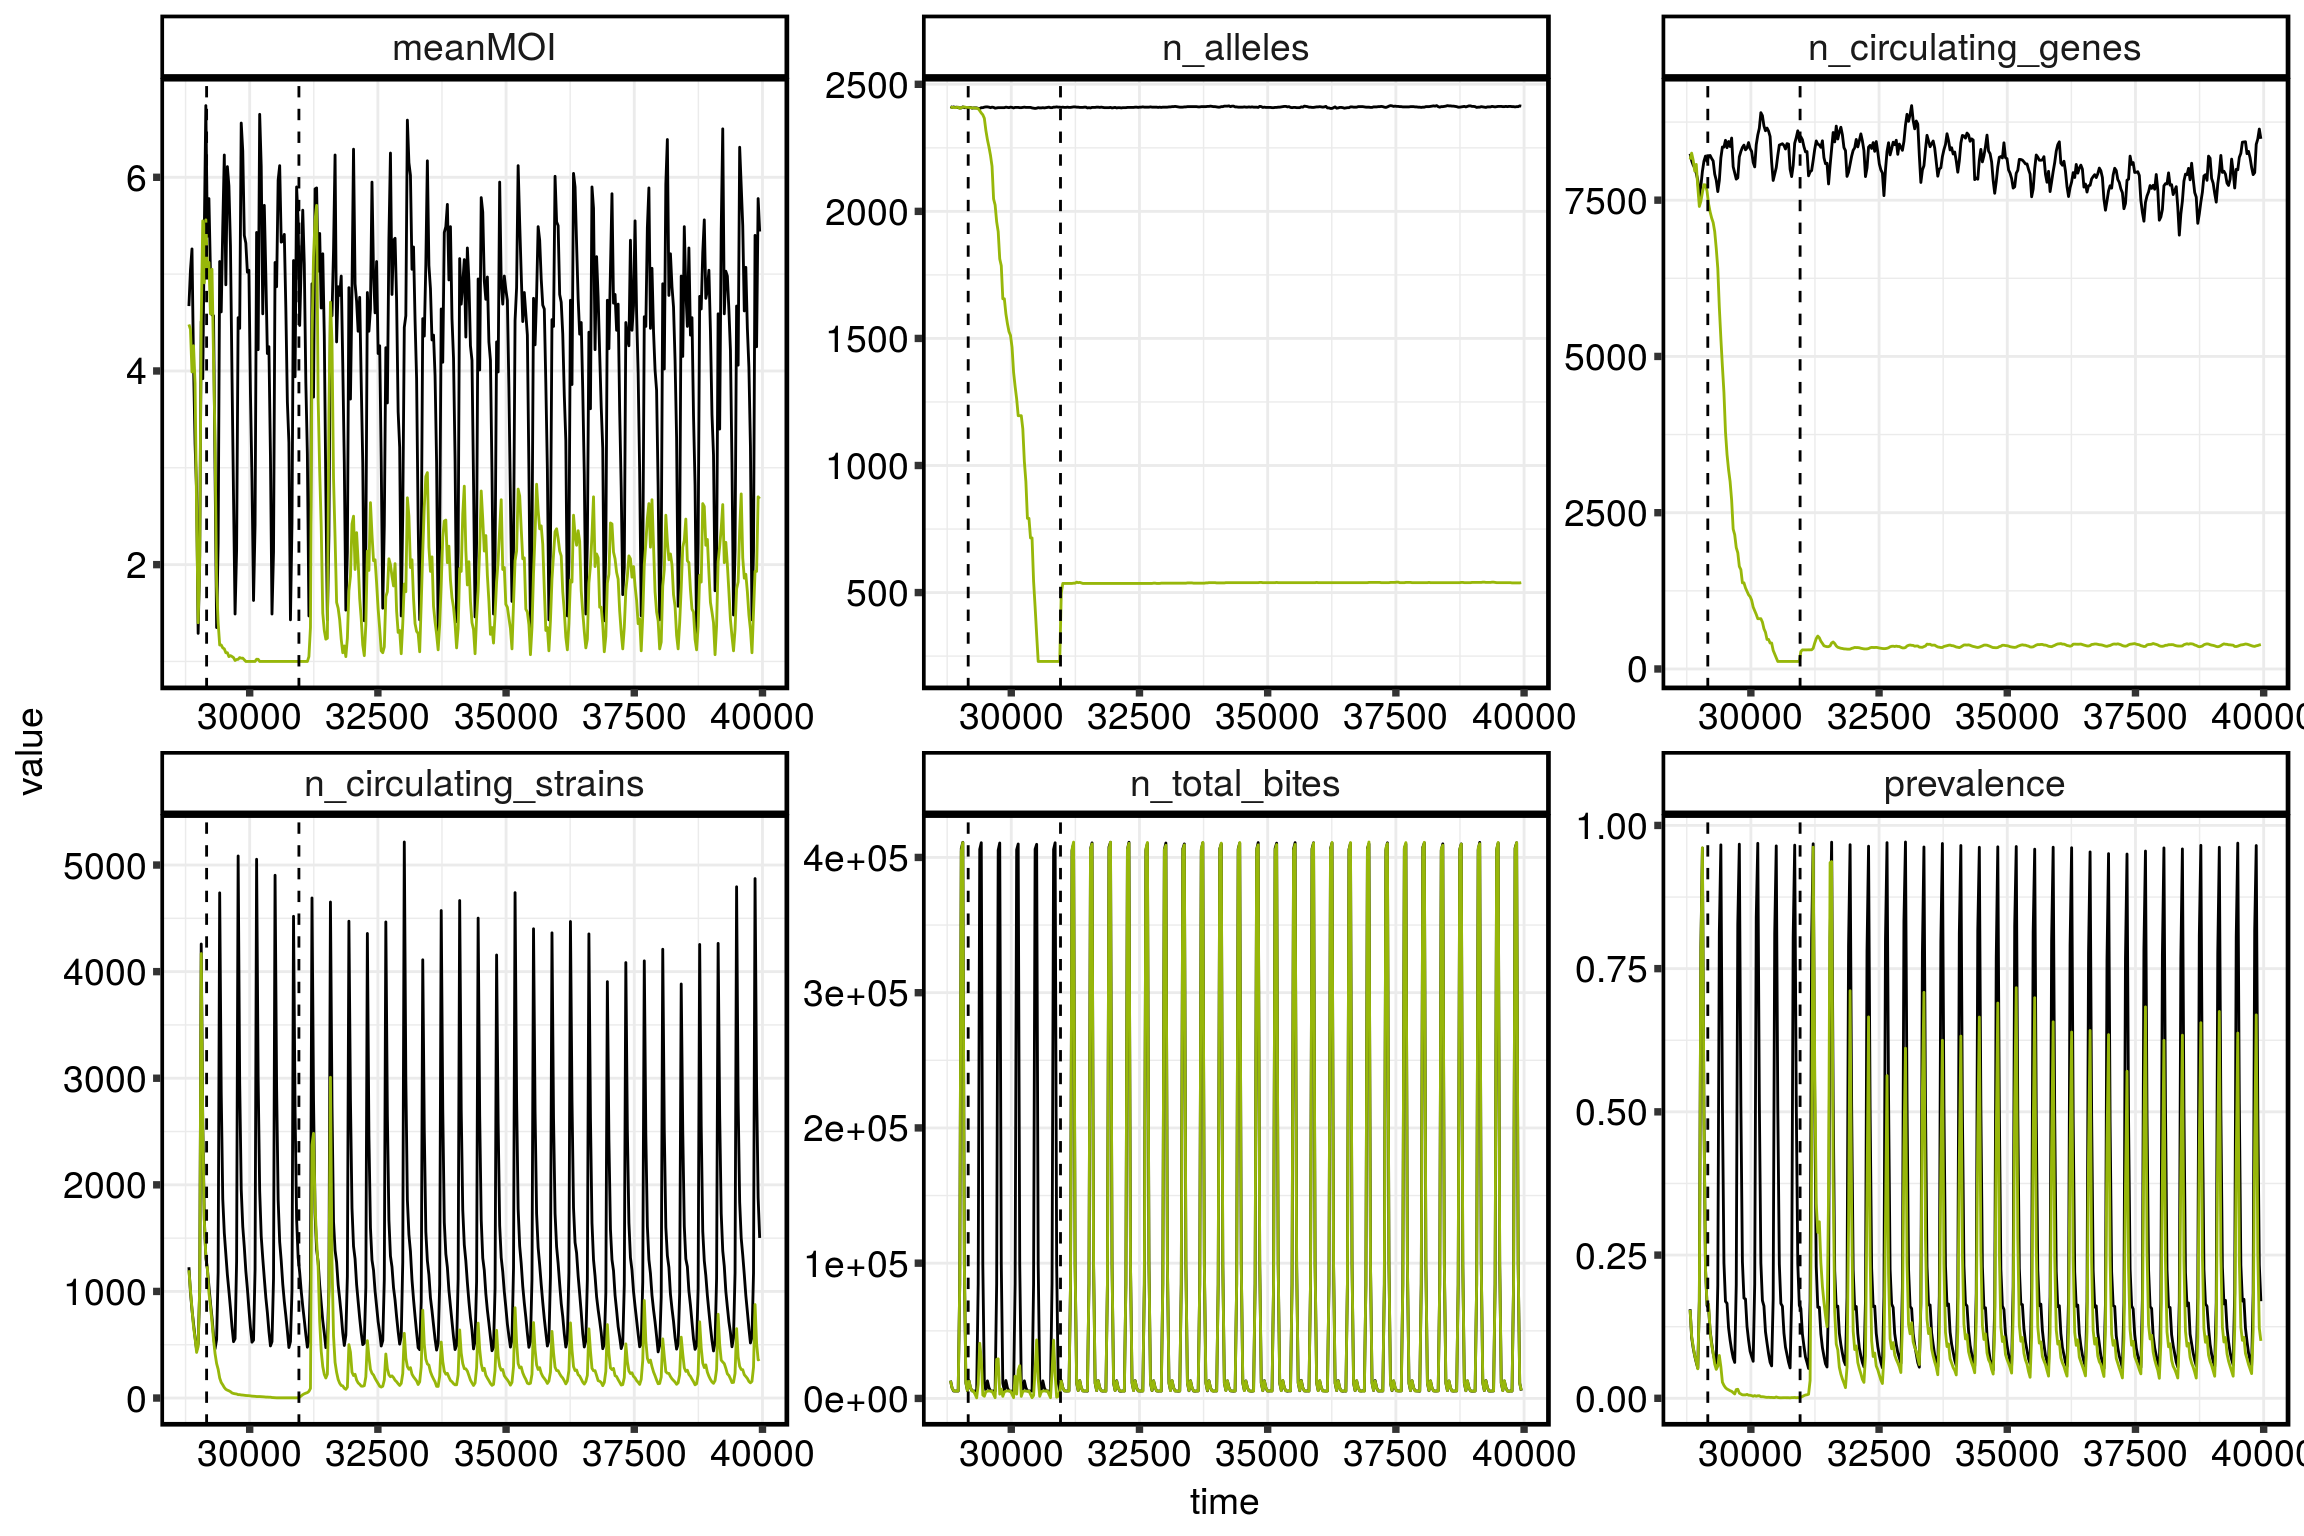 meanMOI n_alleles n_circulating_genes
6
4
2
2500
2000
1500
1000
500
7500
5000
2500
0
30000 32500 35000 37500 40000
30000 32500 35000 37500 40000
30000 32500 35000 37500 40000
value
n_circulating_strains n_total_bites prevalence
5000
4000
3000
2000
1000
0
4e+05
3e+05
2e+05
1e+05
0e+00
1.00
0.75
0.50
0.25
0.00
30000 32500 35000 37500 40000
30000 32500 35000 37500 40000
30000 32500 35000 37500 40000
time